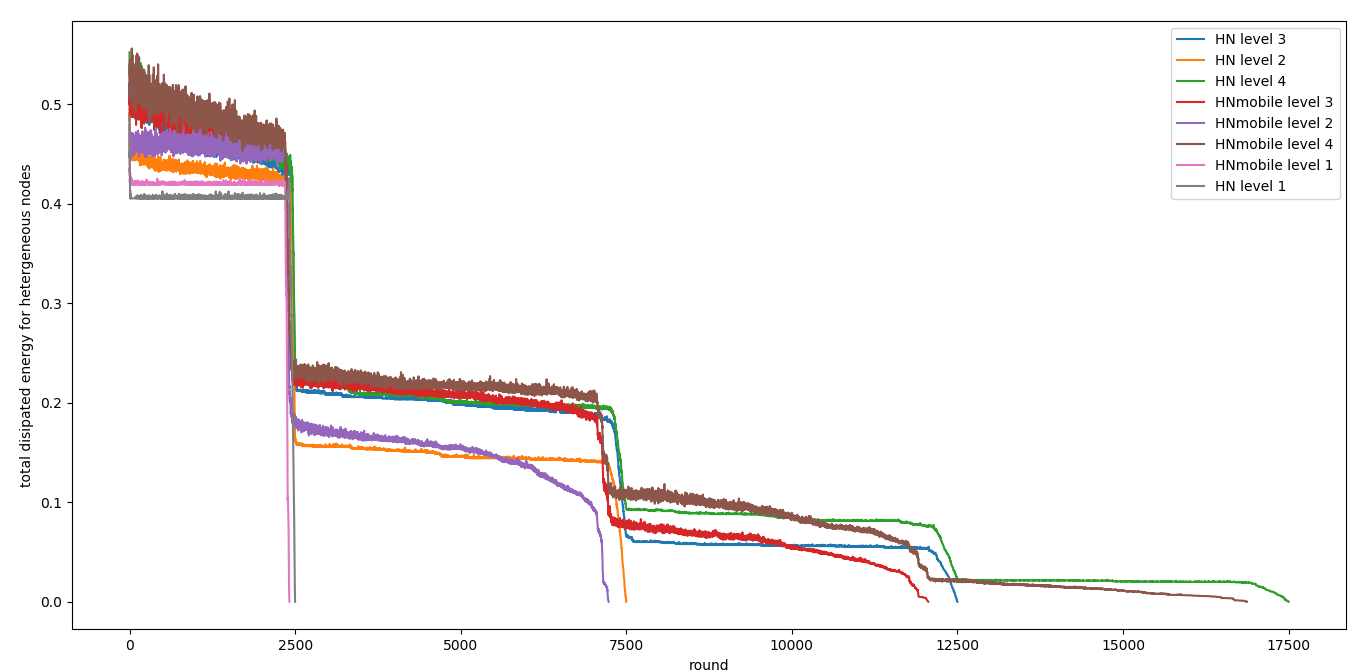 total disipated energy for hetergeneous nodes
0.5
0.4
0.3
0.2
0.1
0.0
HN level 3
HN level 2
HN level 4
HNmobile level 3
HNmobile level 2
HNmobile level 4
HNmobile level 1
HN level 1
0 2500 5000 7500 10000 12500 15000 17500
round